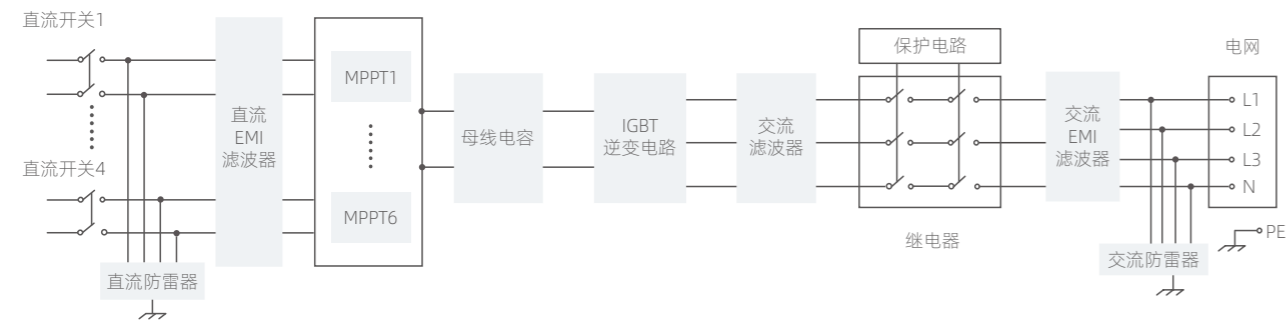 直流开关1
直流开关4
直流防雷器
直流
EMI
滤波器
MPPT1
MPPT6
母线电容
IGBT
逆变电路
交流
滤波器
保护电路
继电器
交流
EMI
滤波器
交流防雷器
电网
L1
L2
L3
N
PE